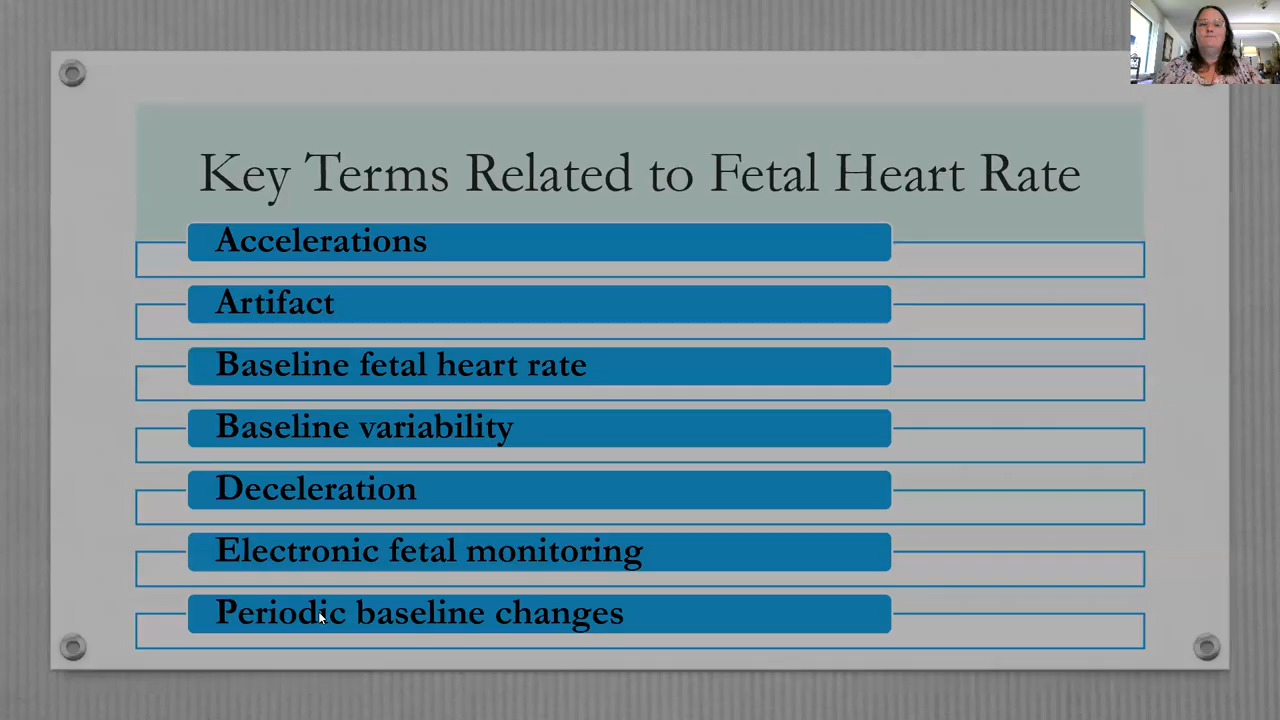 Key Terms Related to Fetal Heart Rate
Accelerations
Artifact
Baseline fetal heart rate
Baseline variability
Deceleration
Electronic fetal monitoring
Periodic baseline changes